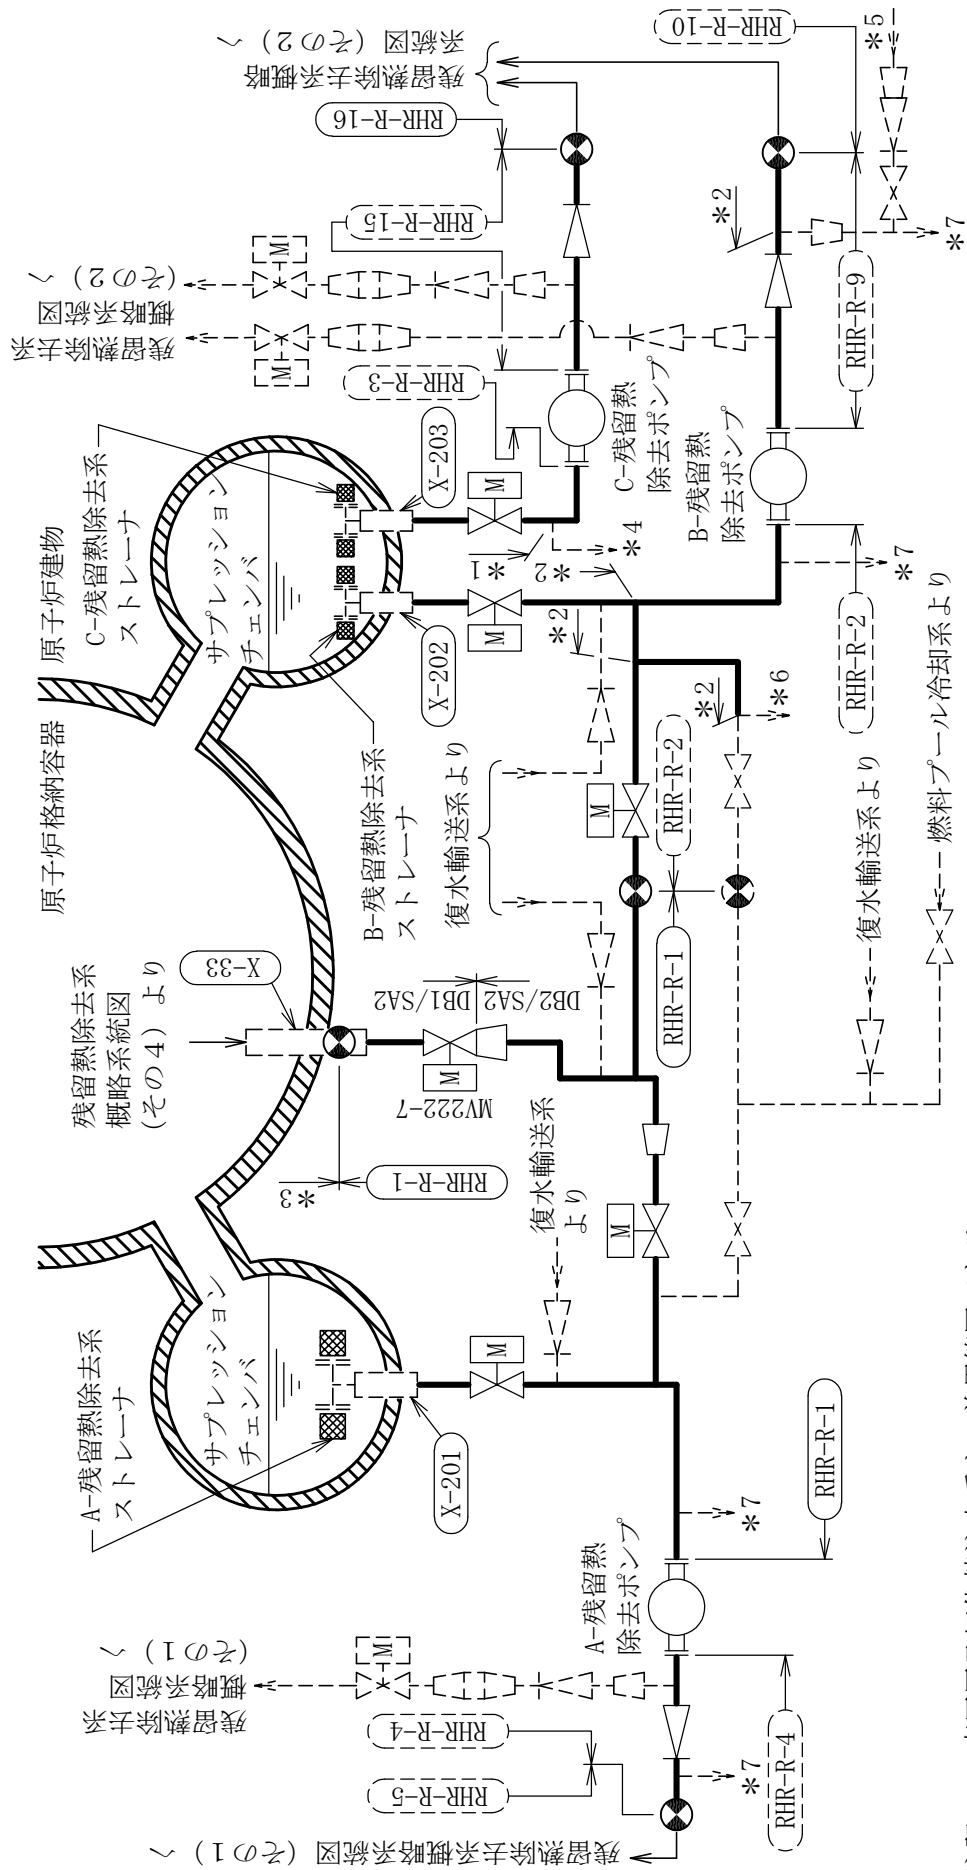 残留熱除去系概略系統図 (その1) へ
残留熱除去系
概略系統図
(その1) へ
M
RHR-R-4
RHR-R-5
*7
RHR-R-4
A-残留熱
除去ポンプ
*7
RHR-R-1
A-残留熱除去系
ストレーナ
サプレッション
チェンバ
X-201
M
復水輸送系
より
M
残留熱除去系
概略系統図
(その4) より
X-33
*3
RHR-R-1
M
MV222-7
DB1/SA2
DB2/SA2
原子炉格納容器
原子炉建物
B-残留熱除去系
ストレーナ
復水輸送系より
RHR-R-1
RHR-R-2
M
*2
*2
*6
復水輸送系より
燃料プール冷却系より
C-残留熱除去系
ストレーナ
サプレッション
チェンバ
X-202
X-203
M
M
*1
*2
*4
RHR-R-3
C-残留熱
除去ポンプ
B-残留熱
除去ポンプ
RHR-R-2
*7
RHR-R-9
残留熱除去系
概略系統図
(その2) へ
M
M
RHR-R-15
RHR-R-16
残留熱除去系概略
系統図 (その2) へ
*2
*7
RHR-R-10
*5